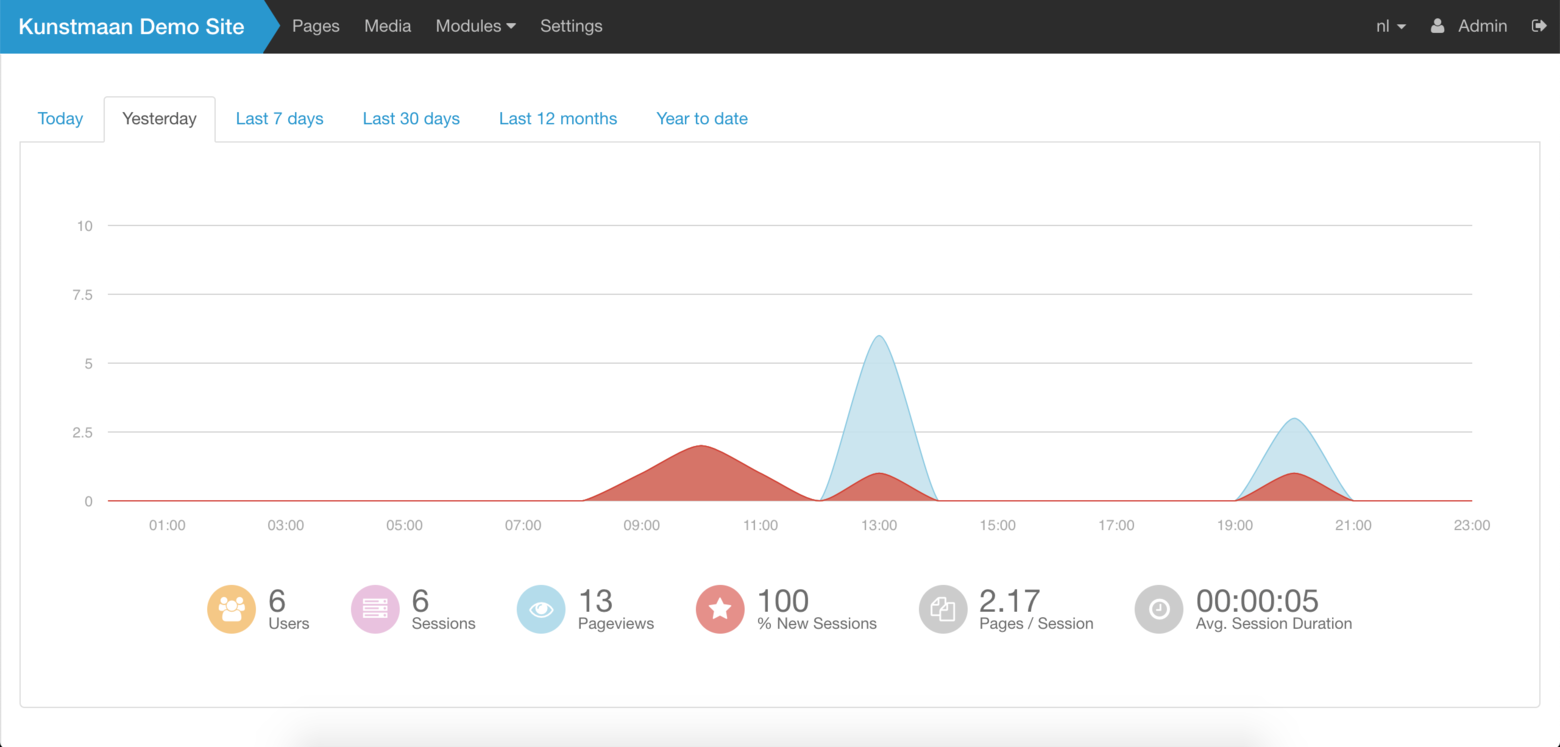 Kunstmaan Demo Site Pages Media Modules Settings nl Admin
Today Yesterday Last 7 days Last 30 days Last 12 months Year to date
10
7.5
5
2.5
0
01:00 03:00 05:00 07:00 09:00 11:00 13:00 15:00 17:00 19:00 21:00 23:00
6 6 13 100 2.17 00:00:05
Users Sessions Pageviews % New Sessions Pages / Session Avg. Session Duration